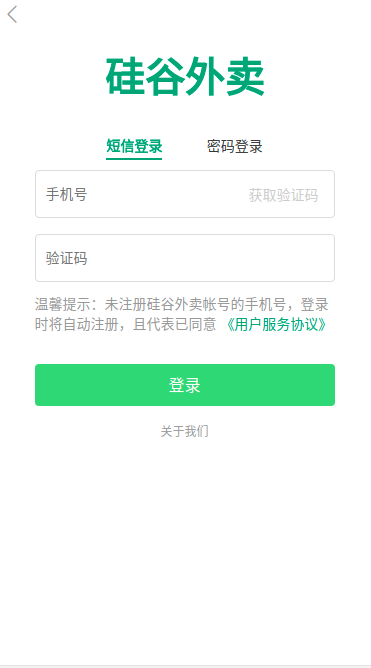 硅谷外卖
短信登录 密码登录
手机号 获取验证码
验证码
温馨提示：未注册硅谷外卖帐号的手机号，登录
时将自动注册，且代表已同意 《用户服务协议》
登录
关于我们